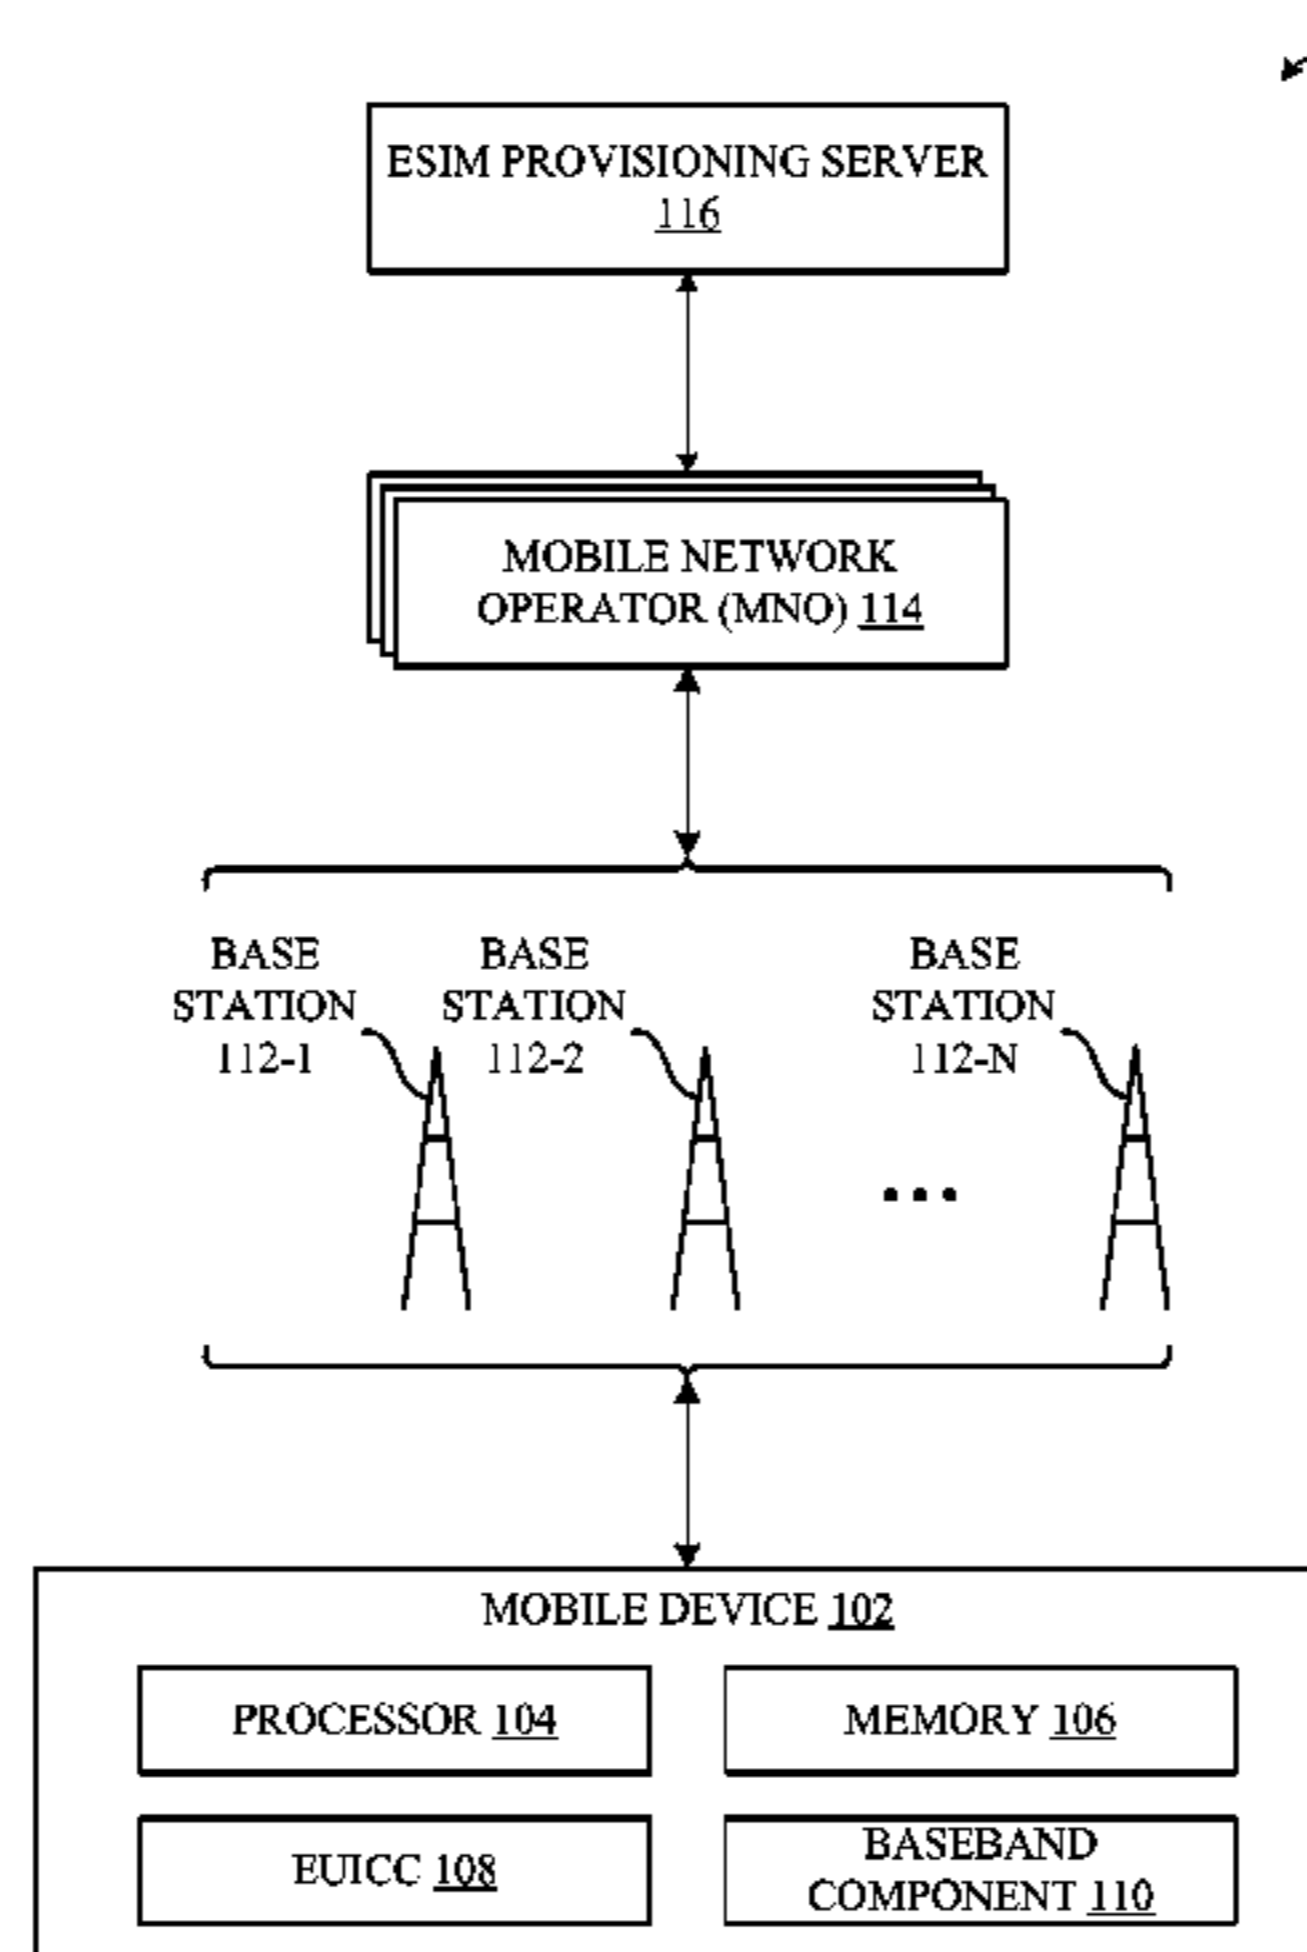 ESIM PROVISIONING SERVER
116
MOBILE NETWORK
OPERATOR (MNO) 114
BASE
STATION
112-1
BASE
STATION
112-2
BASE
STATION
112-N
MOBILE DEVICE 102
PROCESSOR 104
MEMORY 106
EUICC 108
BASEBAND
COMPONENT 110